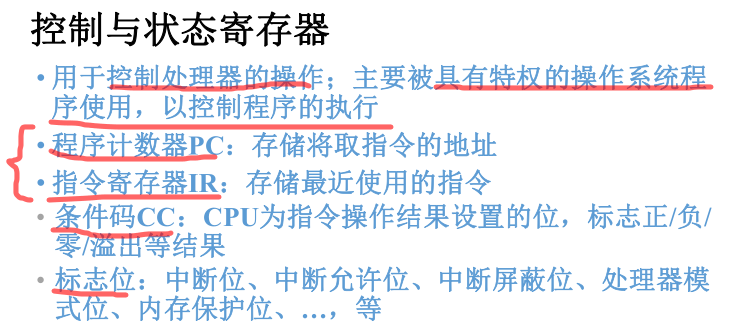 控制与状态寄存器
• 用于控制处理器的操作；主要被具有特权的操作系统程
序使用，以控制程序的执行
• 程序计数器PC：存储将取指令的地址
• 指令寄存器IR：存储最近使用的指令
• 条件码CC：CPU为指令操作结果设置的位，标志正/负/
零/溢出等结果
• 标志位：中断位、中断允许位、中断屏蔽位、处理器模
式位、内存保护位、…，等